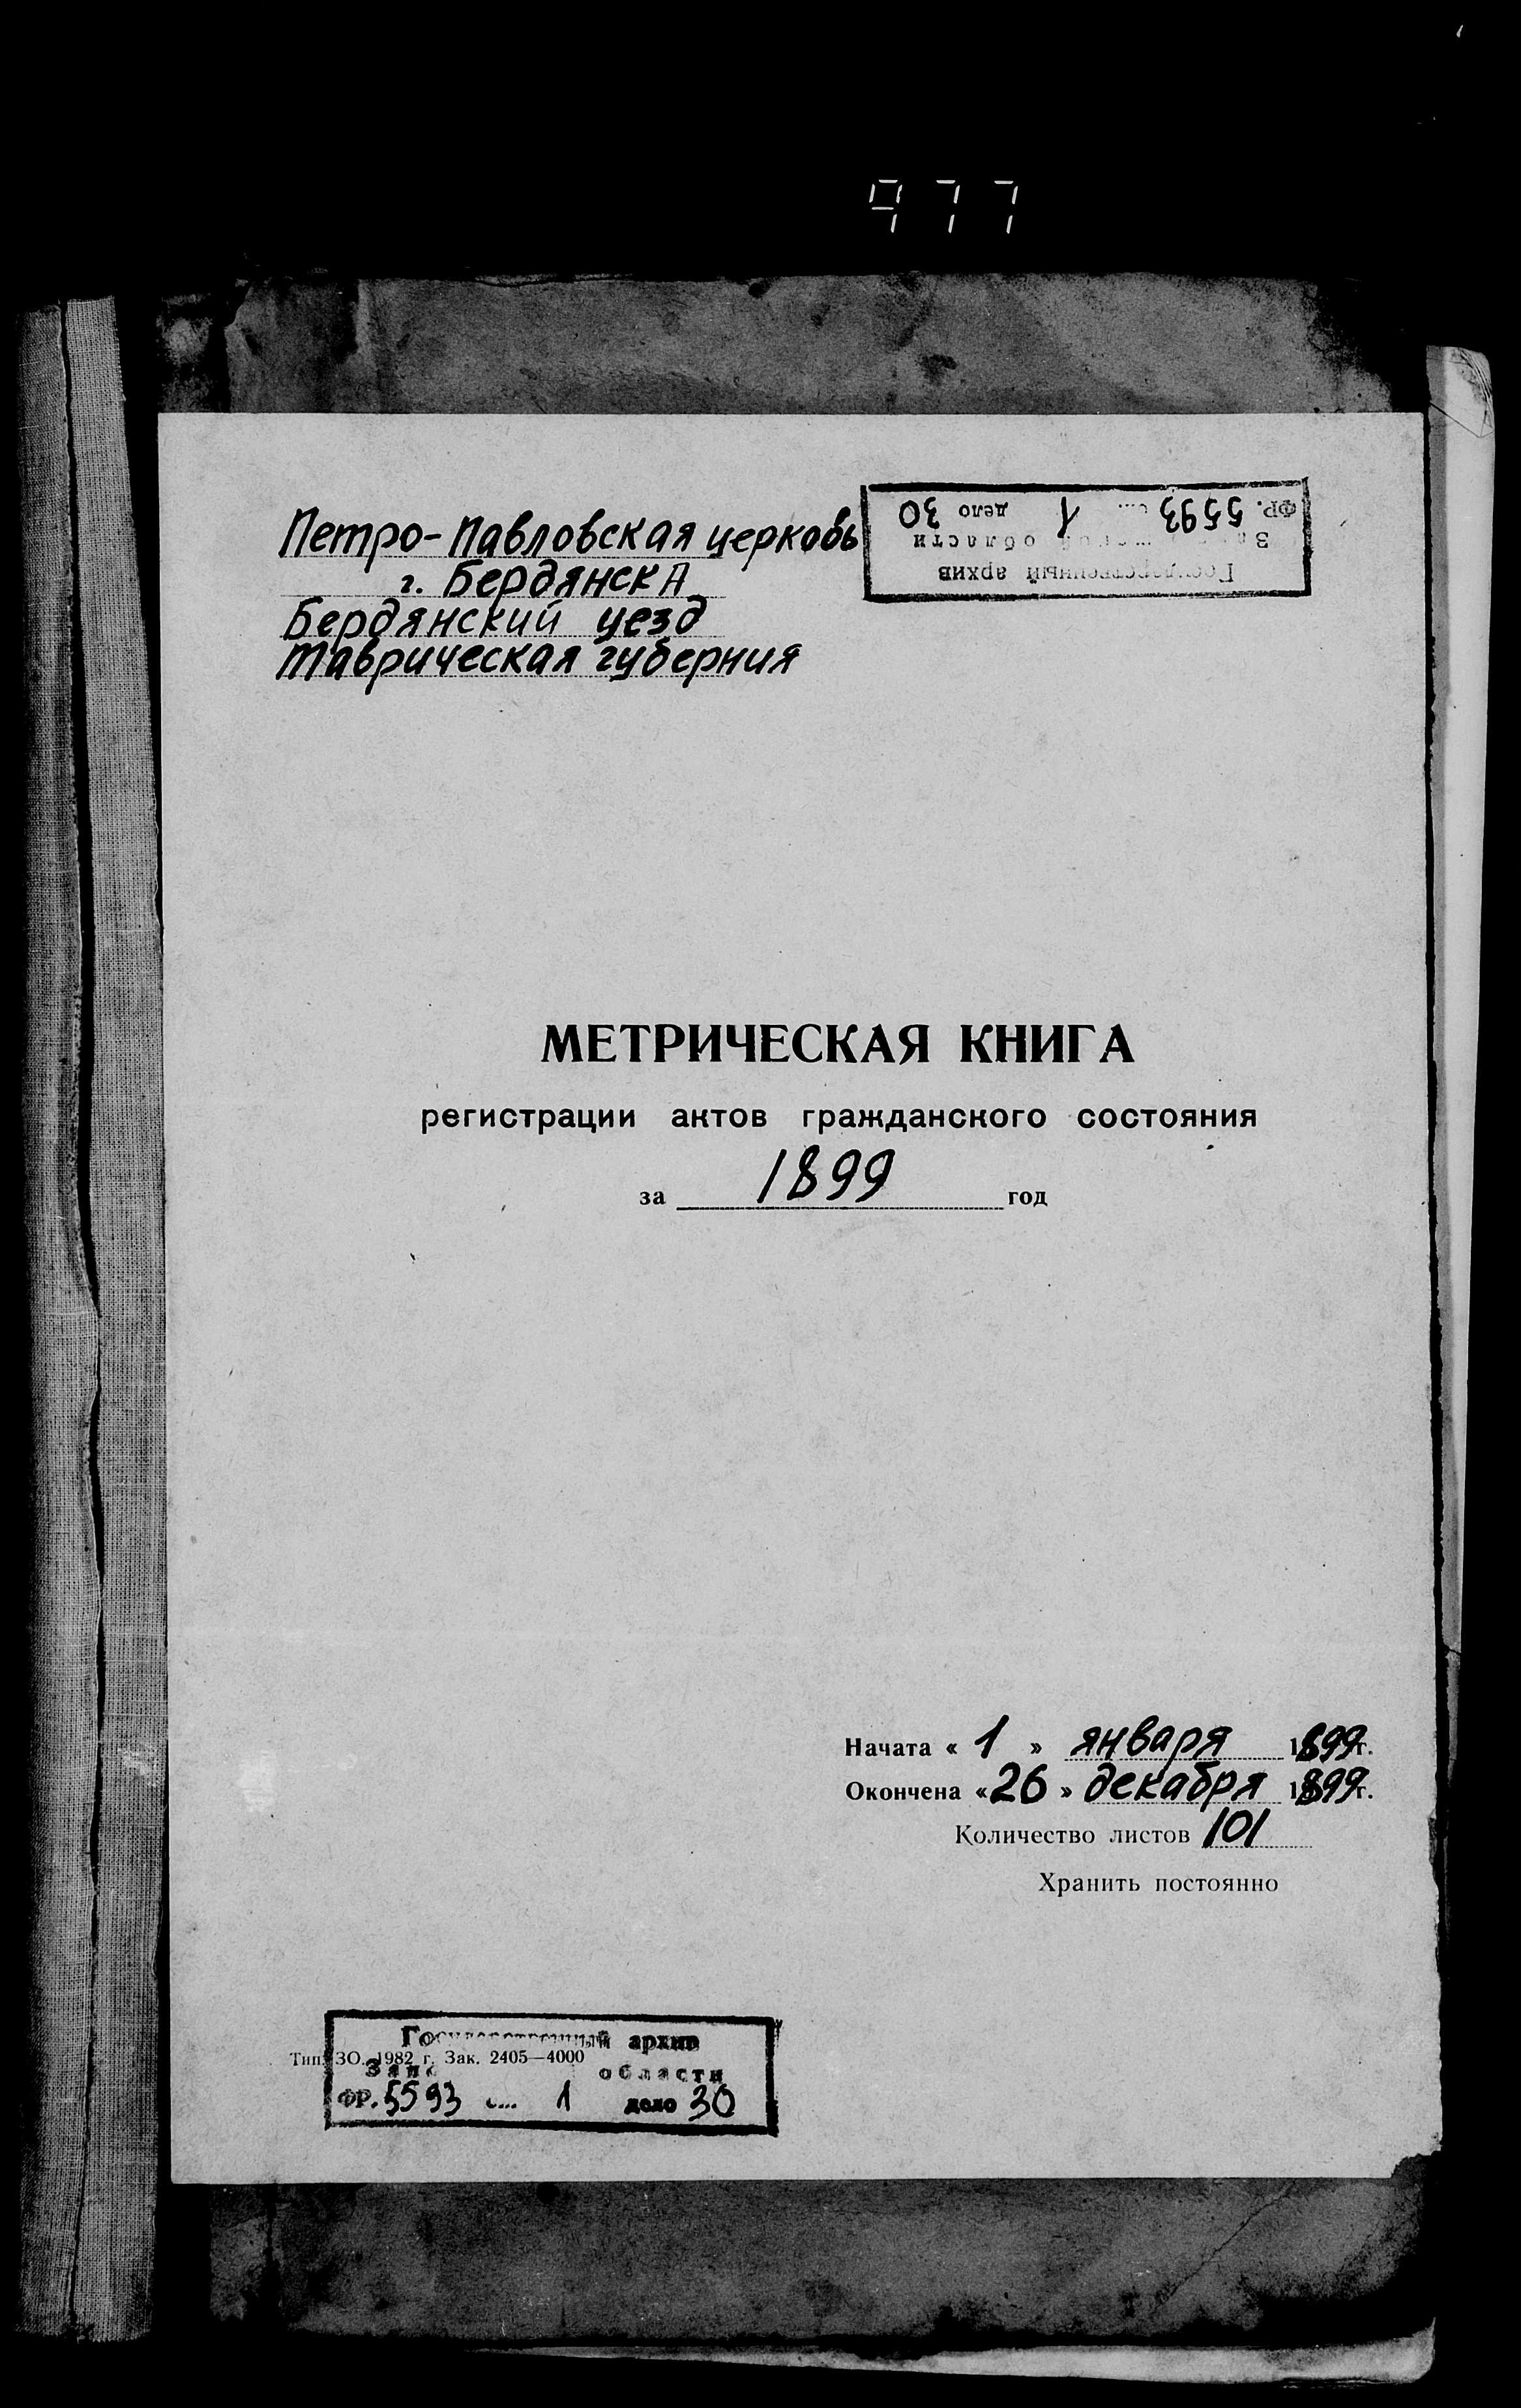 977
Петро-Павловская церковь
г. Бердянска
Бердянский уезд
Таврическая губерния
Государственный архив
области
ФР. 5593 1 дело 30
МЕТРИЧЕСКАЯ КНИГА
регистрации актов гражданского состояния
за 1899 год
Начата « 1 » января 1899 г.
Окончена « 26 » декабря 1899 г.
Количество листов 101
Хранить постоянно
Государственный архив
Тип. ЗО. 1982 г. Зак. 2405—4000
области
ФР. 5593 1 дело 30